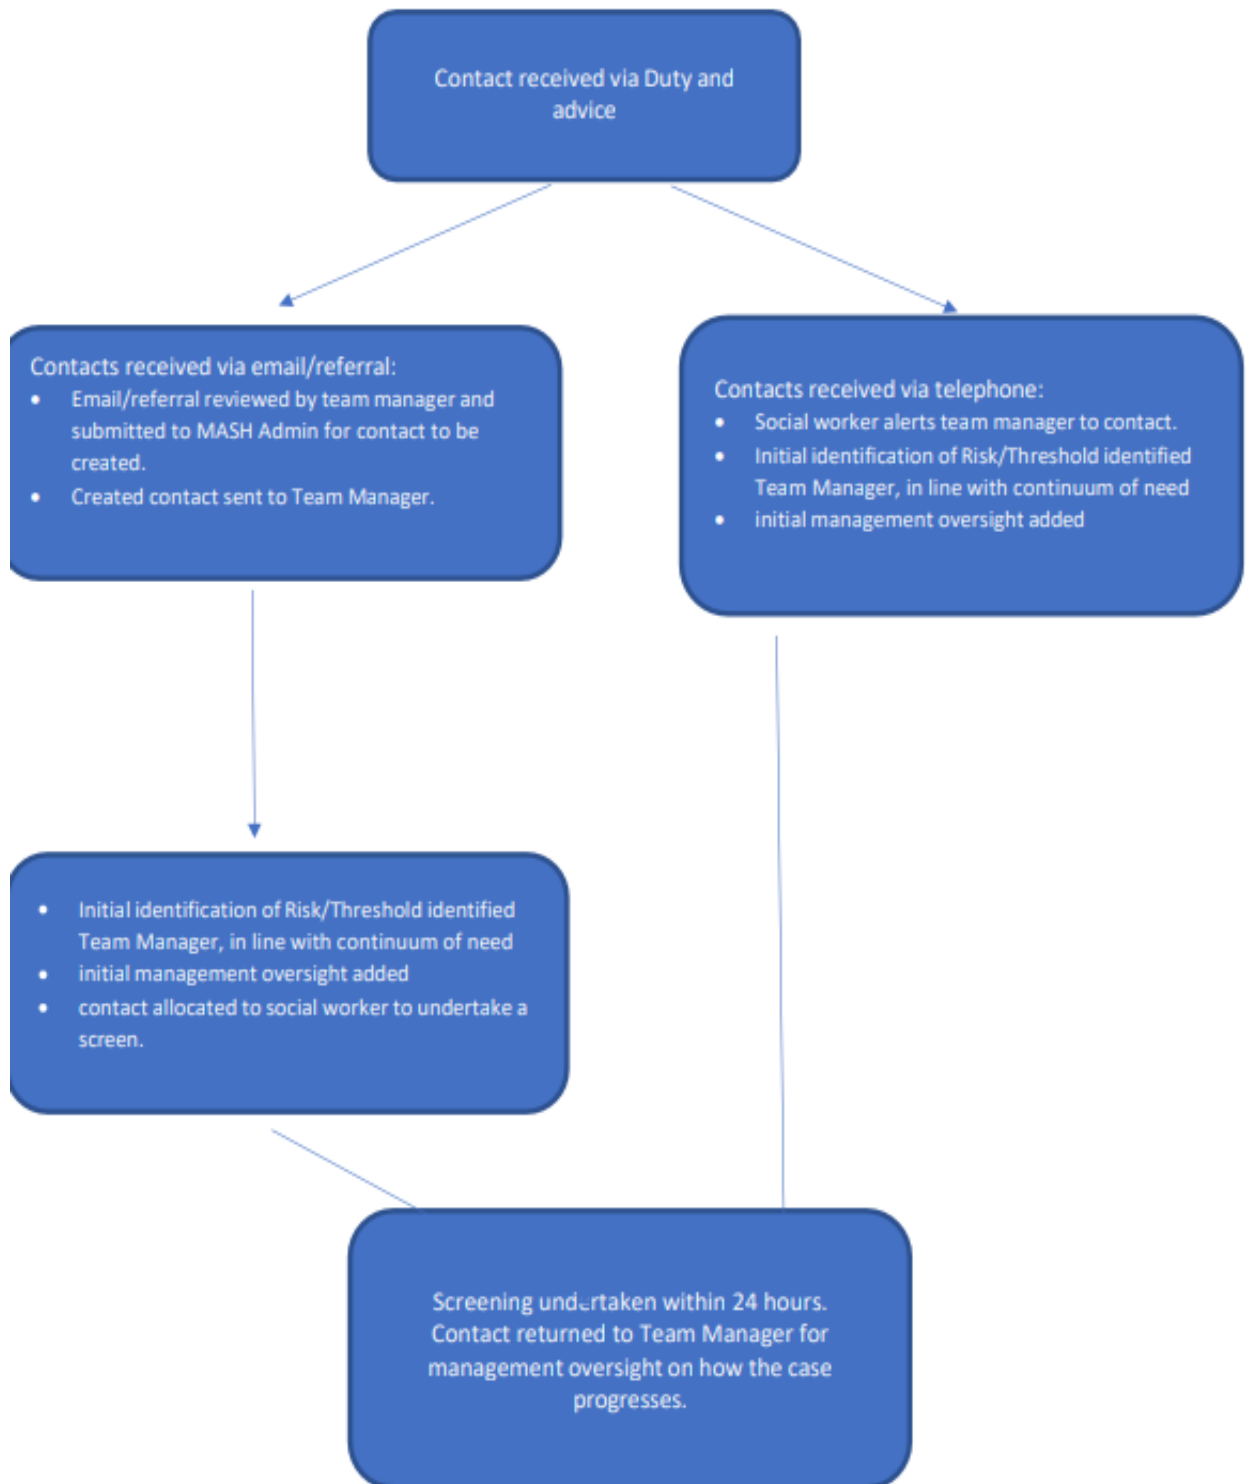 Contact received via Duty and
advice
Contacts received via email/referral:
• Email/referral reviewed by team manager and
submitted to MASH Admin for contact to be
created.
• Created contact sent to Team Manager.
Contacts received via telephone:
• Social worker alerts team manager to contact.
• Initial identification of Risk/Threshold identified
Team Manager, in line with continuum of need
• initial management oversight added
• Initial identification of Risk/Threshold identified
Team Manager, in line with continuum of need
• initial management oversight added
• contact allocated to social worker to undertake a
screen.
Screening undertaken within 24 hours.
Contact returned to Team Manager for
management oversight on how the case
progresses.